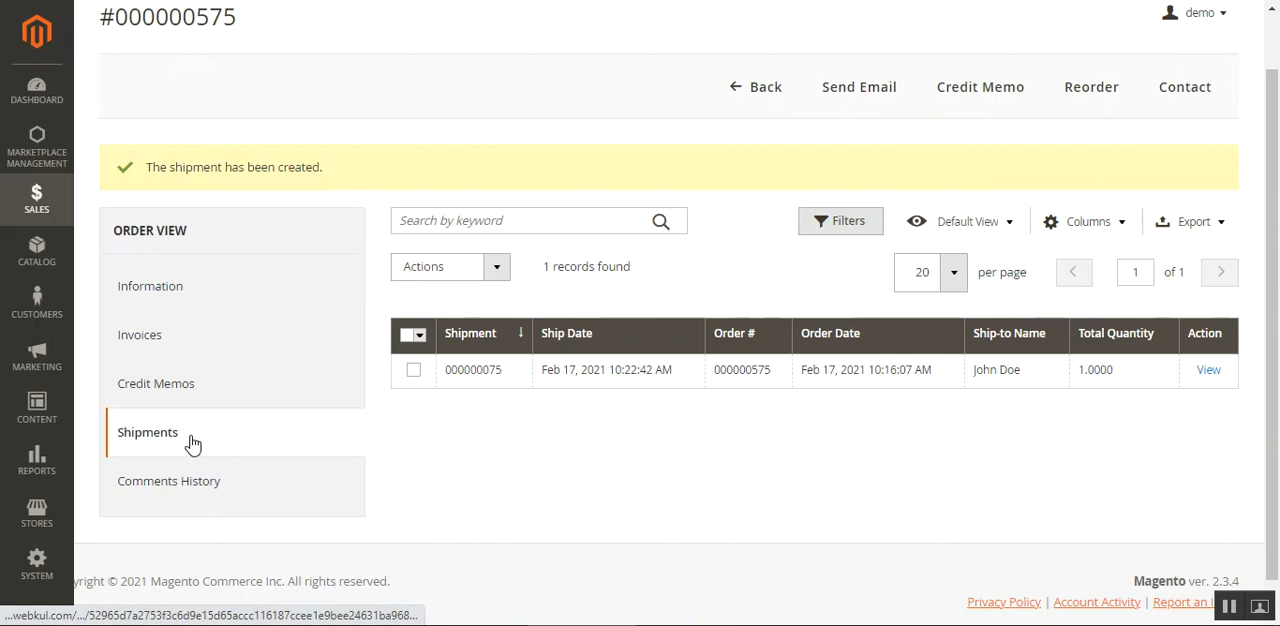 #000000575
demo
Back
Send Email
Credit Memo
Reorder
Contact
DASHBOARD
MARKETPLACE
MANAGEMENT
$
SALES
CATALOG
CUSTOMERS
MARKETING
CONTENT
REPORTS
STORES
SYSTEM
The shipment has been created.
ORDER VIEW
Information
Invoices
Credit Memos
Shipments
Comments History
Search by keyword
Filters
Default View
Columns
Export
Actions
1 records found
20
per page
1
of 1
Shipment ↓ Ship Date Order # Order Date Ship-to Name Total Quantity Action
000000075 Feb 17, 2021 10:22:42 AM 000000575 Feb 17, 2021 10:16:07 AM John Doe 1.0000 View
yright © 2021 Magento Commerce Inc. All rights reserved.
Magento ver. 2.3.4
Privacy Policy | Account Activity | Report an I
...webkul.com/.../52965d7a2753f3c6d9e15d65accc116187ccee1e9bee24631ba968...